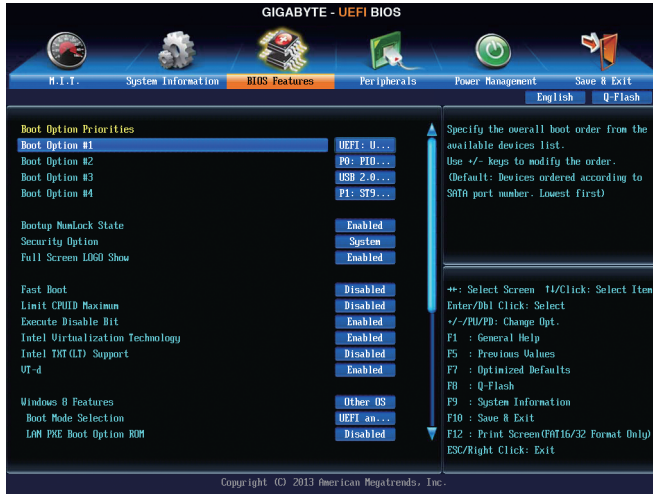 GIGABYTE - UEFI BIOS
M.I.T. System Information BIOS Features Peripherals Power Management Save & Exit
English Q-Flash
Boot Option Priorities
Boot Option #1 UEFI: U...
Boot Option #2 P0: PIO...
Boot Option #3 USB 2.0...
Boot Option #4 P1: ST9...
Bootup NumLock State Enabled
Security Option System
Full Screen LOGO Show Enabled
Fast Boot Disabled
Limit CPUID Maximum Disabled
Execute Disable Bit Enabled
Intel Virtualization Technology Enabled
Intel TXT(LT) Support Disabled
VT-d Enabled
Windows 8 Features Other OS
Boot Mode Selection UEFI an...
LAN PXE Boot Option ROM Disabled
Specify the overall boot order from the
available devices list.
Use +/- keys to modify the order.
(Default: Devices ordered according to
SATA port number. Lowest first)
↔: Select Screen ↑↓/Click: Select Item
Enter/Dbl Click: Select
+/-/PU/PD: Change Opt.
F1 : General Help
F5 : Previous Values
F7 : Optimized Defaults
F8 : Q-Flash
F9 : System Information
F10 : Save & Exit
F12 : Print Screen(FAT16/32 Format Only)
ESC/Right Click: Exit
Copyright (C) 2013 American Megatrends, Inc.